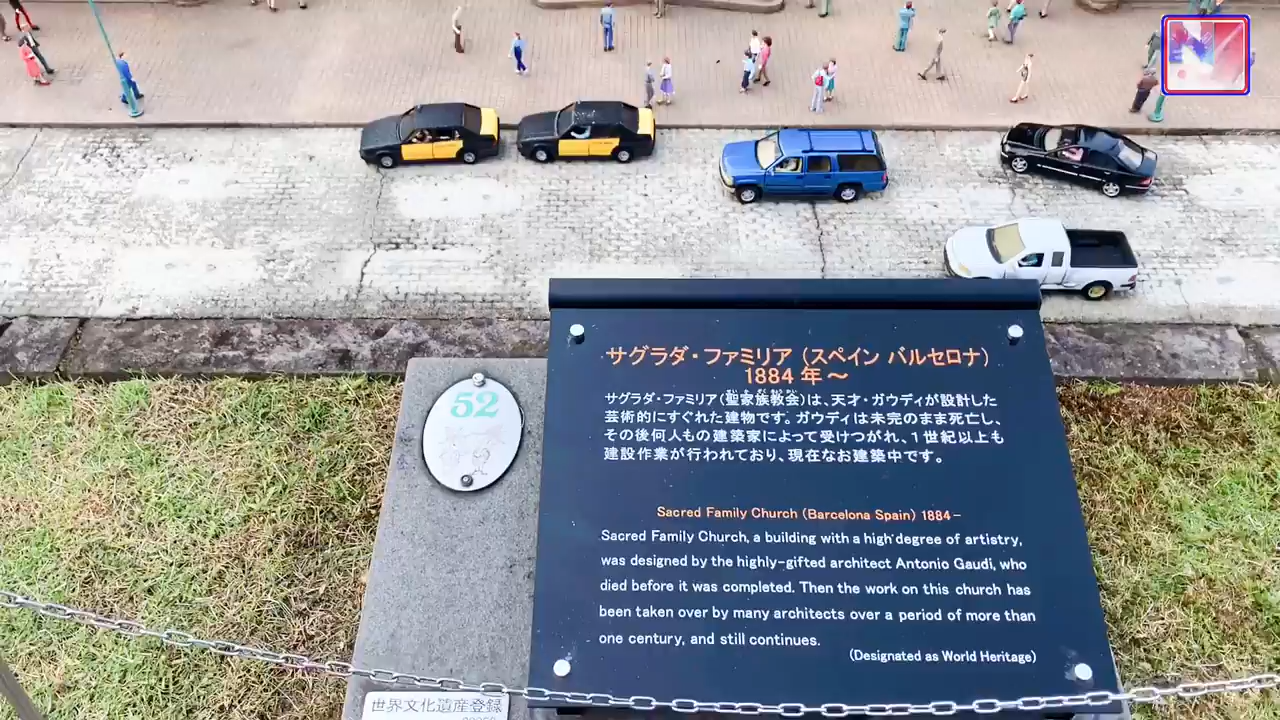 52
サグラダ・ファミリア (スペイン バルセロナ)
1884 年～
サグラダ・ファミリア(聖家族教会)は、天才・ガウディが設計した
芸術的にすぐれた建物です。ガウディは未完のまま死亡し、
その後何人もの建築家によって受けつがれ、1世紀以上も
建設作業が行われており、現在なお建築中です。
Sacred Family Church (Barcelona Spain) 1884-
Sacred Family Church, a building with a high degree of artistry,
was designed by the highly-gifted architect Antonio Gaudi, who
died before it was completed. Then the work on this church has
been taken over by many architects over a period of more than
one century, and still continues.
(Designated as World Heritage)
世界文化遺産登録